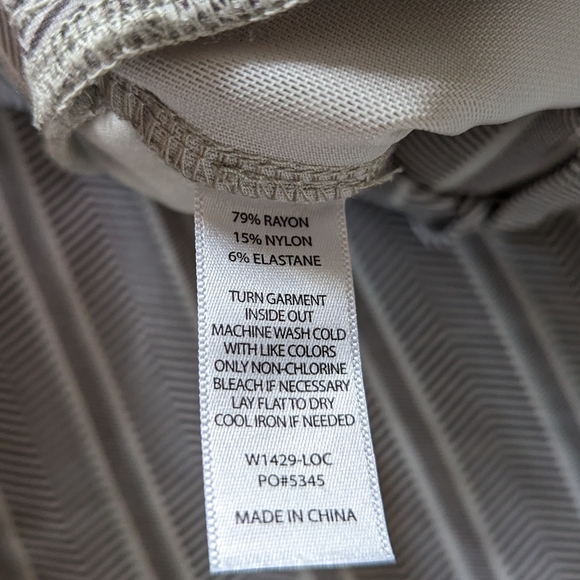 79% RAYON
15% NYLON
6% ELASTANE
TURN GARMENT
INSIDE OUT
MACHINE WASH COLD
WITH LIKE COLORS
ONLY NON-CHLORINE
BLEACH IF NECESSARY
LAY FLAT TO DRY
COOL IRON IF NEEDED
W1429-LOC
PO#5345
MADE IN CHINA